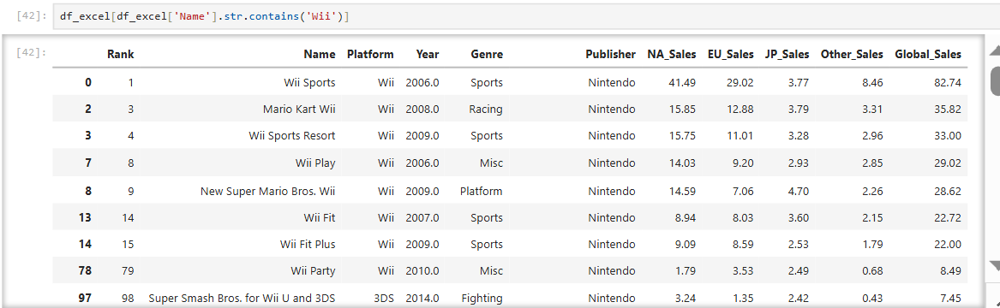 [42]: df_excel[df_excel['Name'].str.contains('Wii')]
[42]:
Rank Name Platform Year Genre Publisher NA_Sales EU_Sales JP_Sales Other_Sales Global_Sales
0 1 Wii Sports Wii 2006.0 Sports Nintendo 41.49 29.02 3.77 8.46 82.74
2 3 Mario Kart Wii Wii 2008.0 Racing Nintendo 15.85 12.88 3.79 3.31 35.82
3 4 Wii Sports Resort Wii 2009.0 Sports Nintendo 15.75 11.01 3.28 2.96 33.00
7 8 Wii Play Wii 2006.0 Misc Nintendo 14.03 9.20 2.93 2.85 29.02
8 9 New Super Mario Bros. Wii Wii 2009.0 Platform Nintendo 14.59 7.06 4.70 2.26 28.62
13 14 Wii Fit Wii 2007.0 Sports Nintendo 8.94 8.03 3.60 2.15 22.72
14 15 Wii Fit Plus Wii 2009.0 Sports Nintendo 9.09 8.59 2.53 1.79 22.00
78 79 Wii Party Wii 2010.0 Misc Nintendo 1.79 3.53 2.49 0.68 8.49
97 98 Super Smash Bros. for Wii U and 3DS 3DS 2014.0 Fighting Nintendo 3.24 1.35 2.42 0.43 7.45